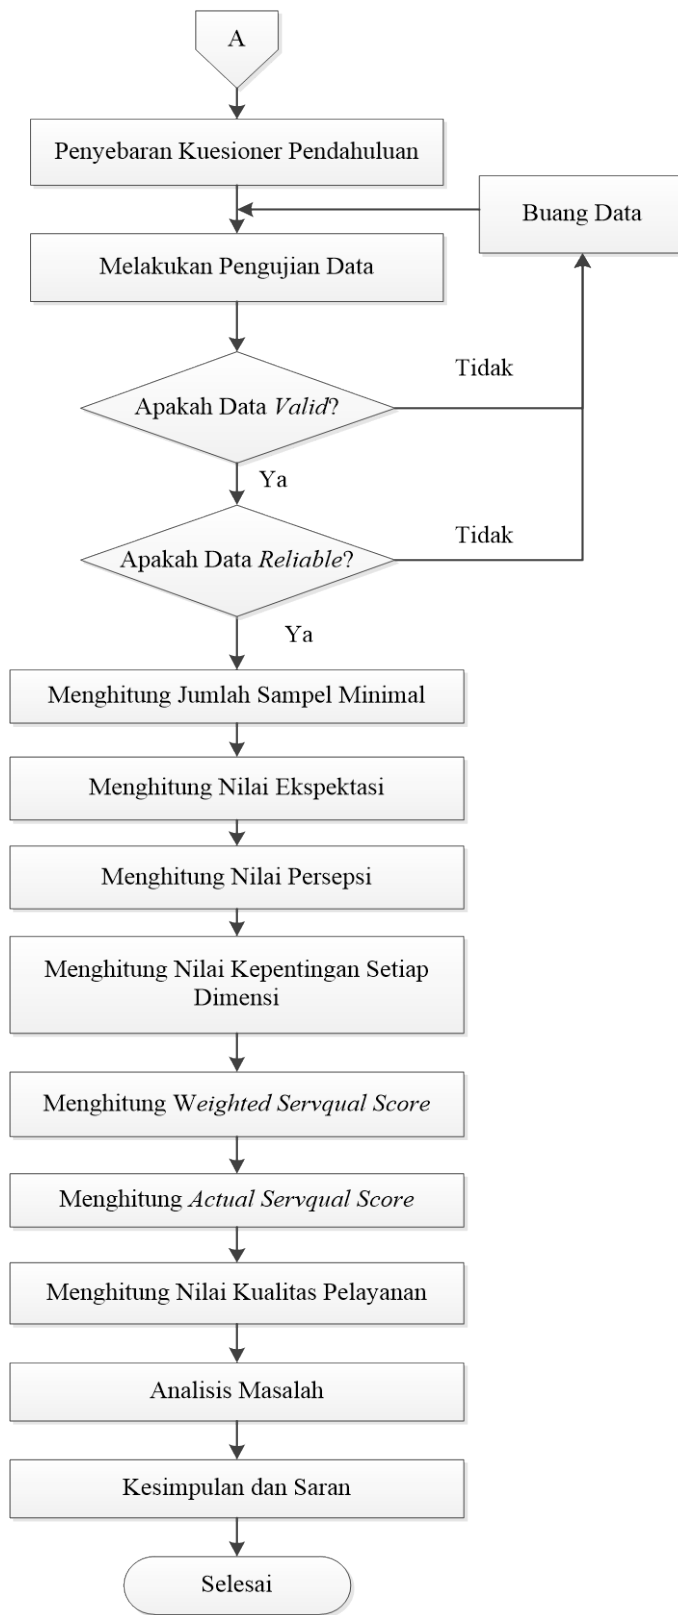 A
Penyebaran Kuesioner Pendahuluan
Buang Data
Melakukan Pengujian Data
Tidak
Apakah Data Valid?
Ya
Tidak
Apakah Data Reliable?
Ya
Menghitung Jumlah Sampel Minimal
Menghitung Nilai Ekspektasi
Menghitung Nilai Persepsi
Menghitung Nilai Kepentingan Setiap
Dimensi
Menghitung Weighted Servqual Score
Menghitung Actual Servqual Score
Menghitung Nilai Kualitas Pelayanan
Analisis Masalah
Kesimpulan dan Saran
Selesai